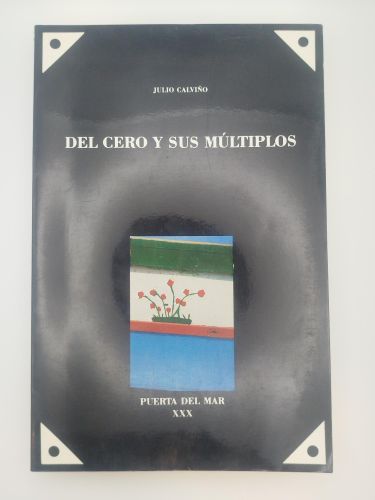 JULIO CALVIÑO
DEL CERO Y SUS MÚLTIPLOS
PUERTA DEL MAR
XXX